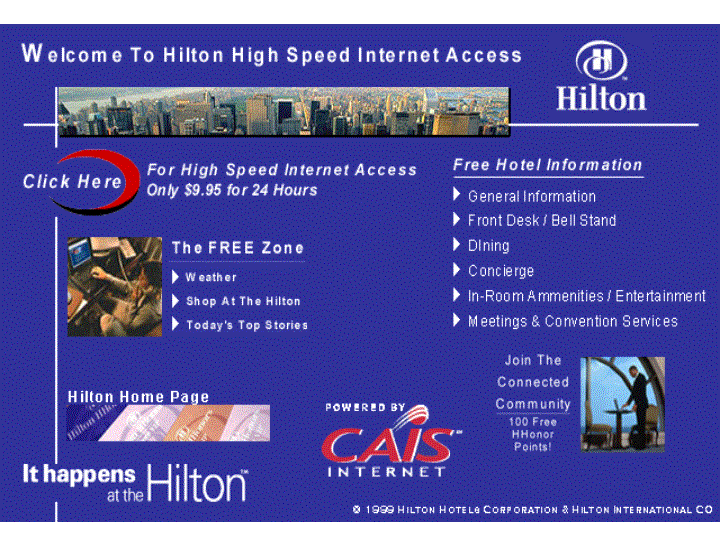 Welcome To Hilton High Speed Internet Access
Hilton
Click Here
For High Speed Internet Access
Only $9.95 for 24 Hours
Free Hotel Information
General Information
Front Desk / Bell Stand
DIning
Concierge
In-Room Ammenities / Entertainment
Meetings & Convention Services
The FREE Zone
Weather
Shop At The Hilton
Today's Top Stories
Join The
Connected
Community
100 Free
HHonor
Points!
Hilton Home Page
Hilton
POWERED BY
CAIS™
INTERNET
It happens
at the Hilton™
© 1999 HILTON HOTELS CORPORATION & HILTON INTERNATIONAL CO